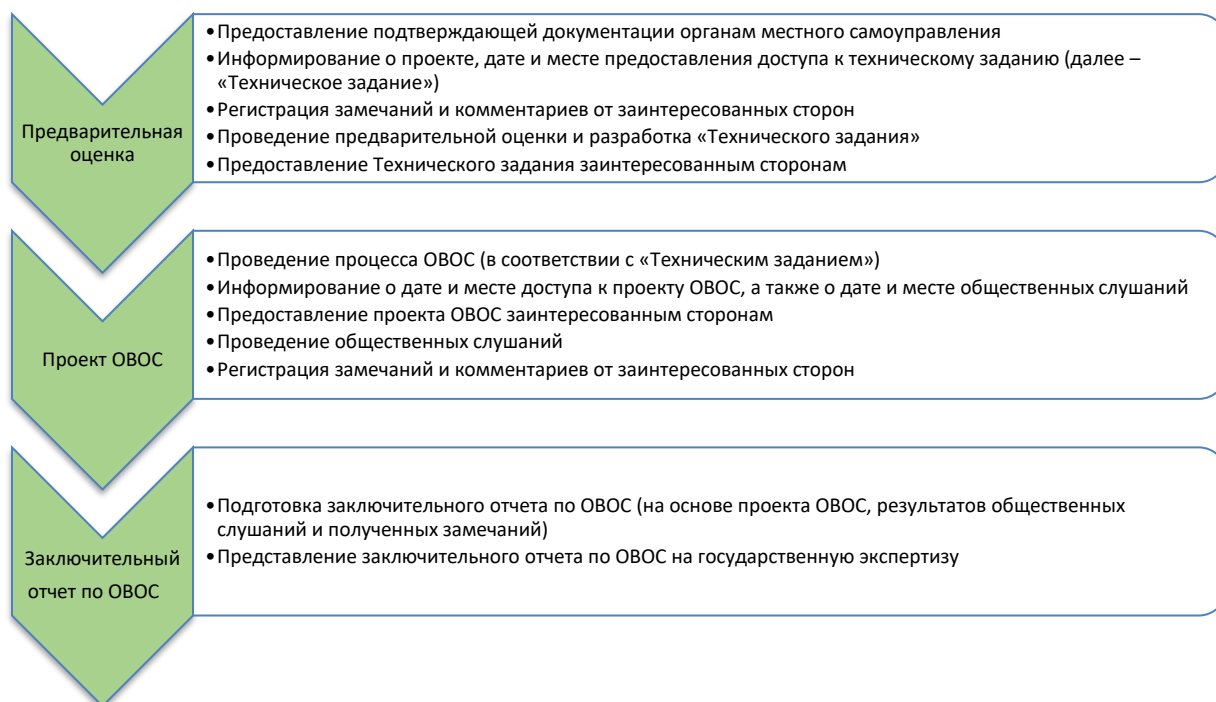 Предварительная
оценка
•Предоставление подтверждающей документации органам местного самоуправления
•Информирование о проекте, дате и месте предоставления доступа к техническому заданию (далее –
«Техническое задание»)
•Регистрация замечаний и комментариев от заинтересованных сторон
•Проведение предварительной оценки и разработка «Технического задания»
•Предоставление Технического задания заинтересованным сторонам
Проект ОВОС
•Проведение процесса ОВОС (в соответствии с «Техническим заданием»)
•Информирование о дате и месте доступа к проекту ОВОС, а также о дате и месте общественных слушаний
•Предоставление проекта ОВОС заинтересованным сторонам
•Проведение общественных слушаний
•Регистрация замечаний и комментариев от заинтересованных сторон
Заключительный
отчет по ОВОС
•Подготовка заключительного отчета по ОВОС (на основе проекта ОВОС, результатов общественных
слушаний и полученных замечаний)
•Представление заключительного отчета по ОВОС на государственную экспертизу